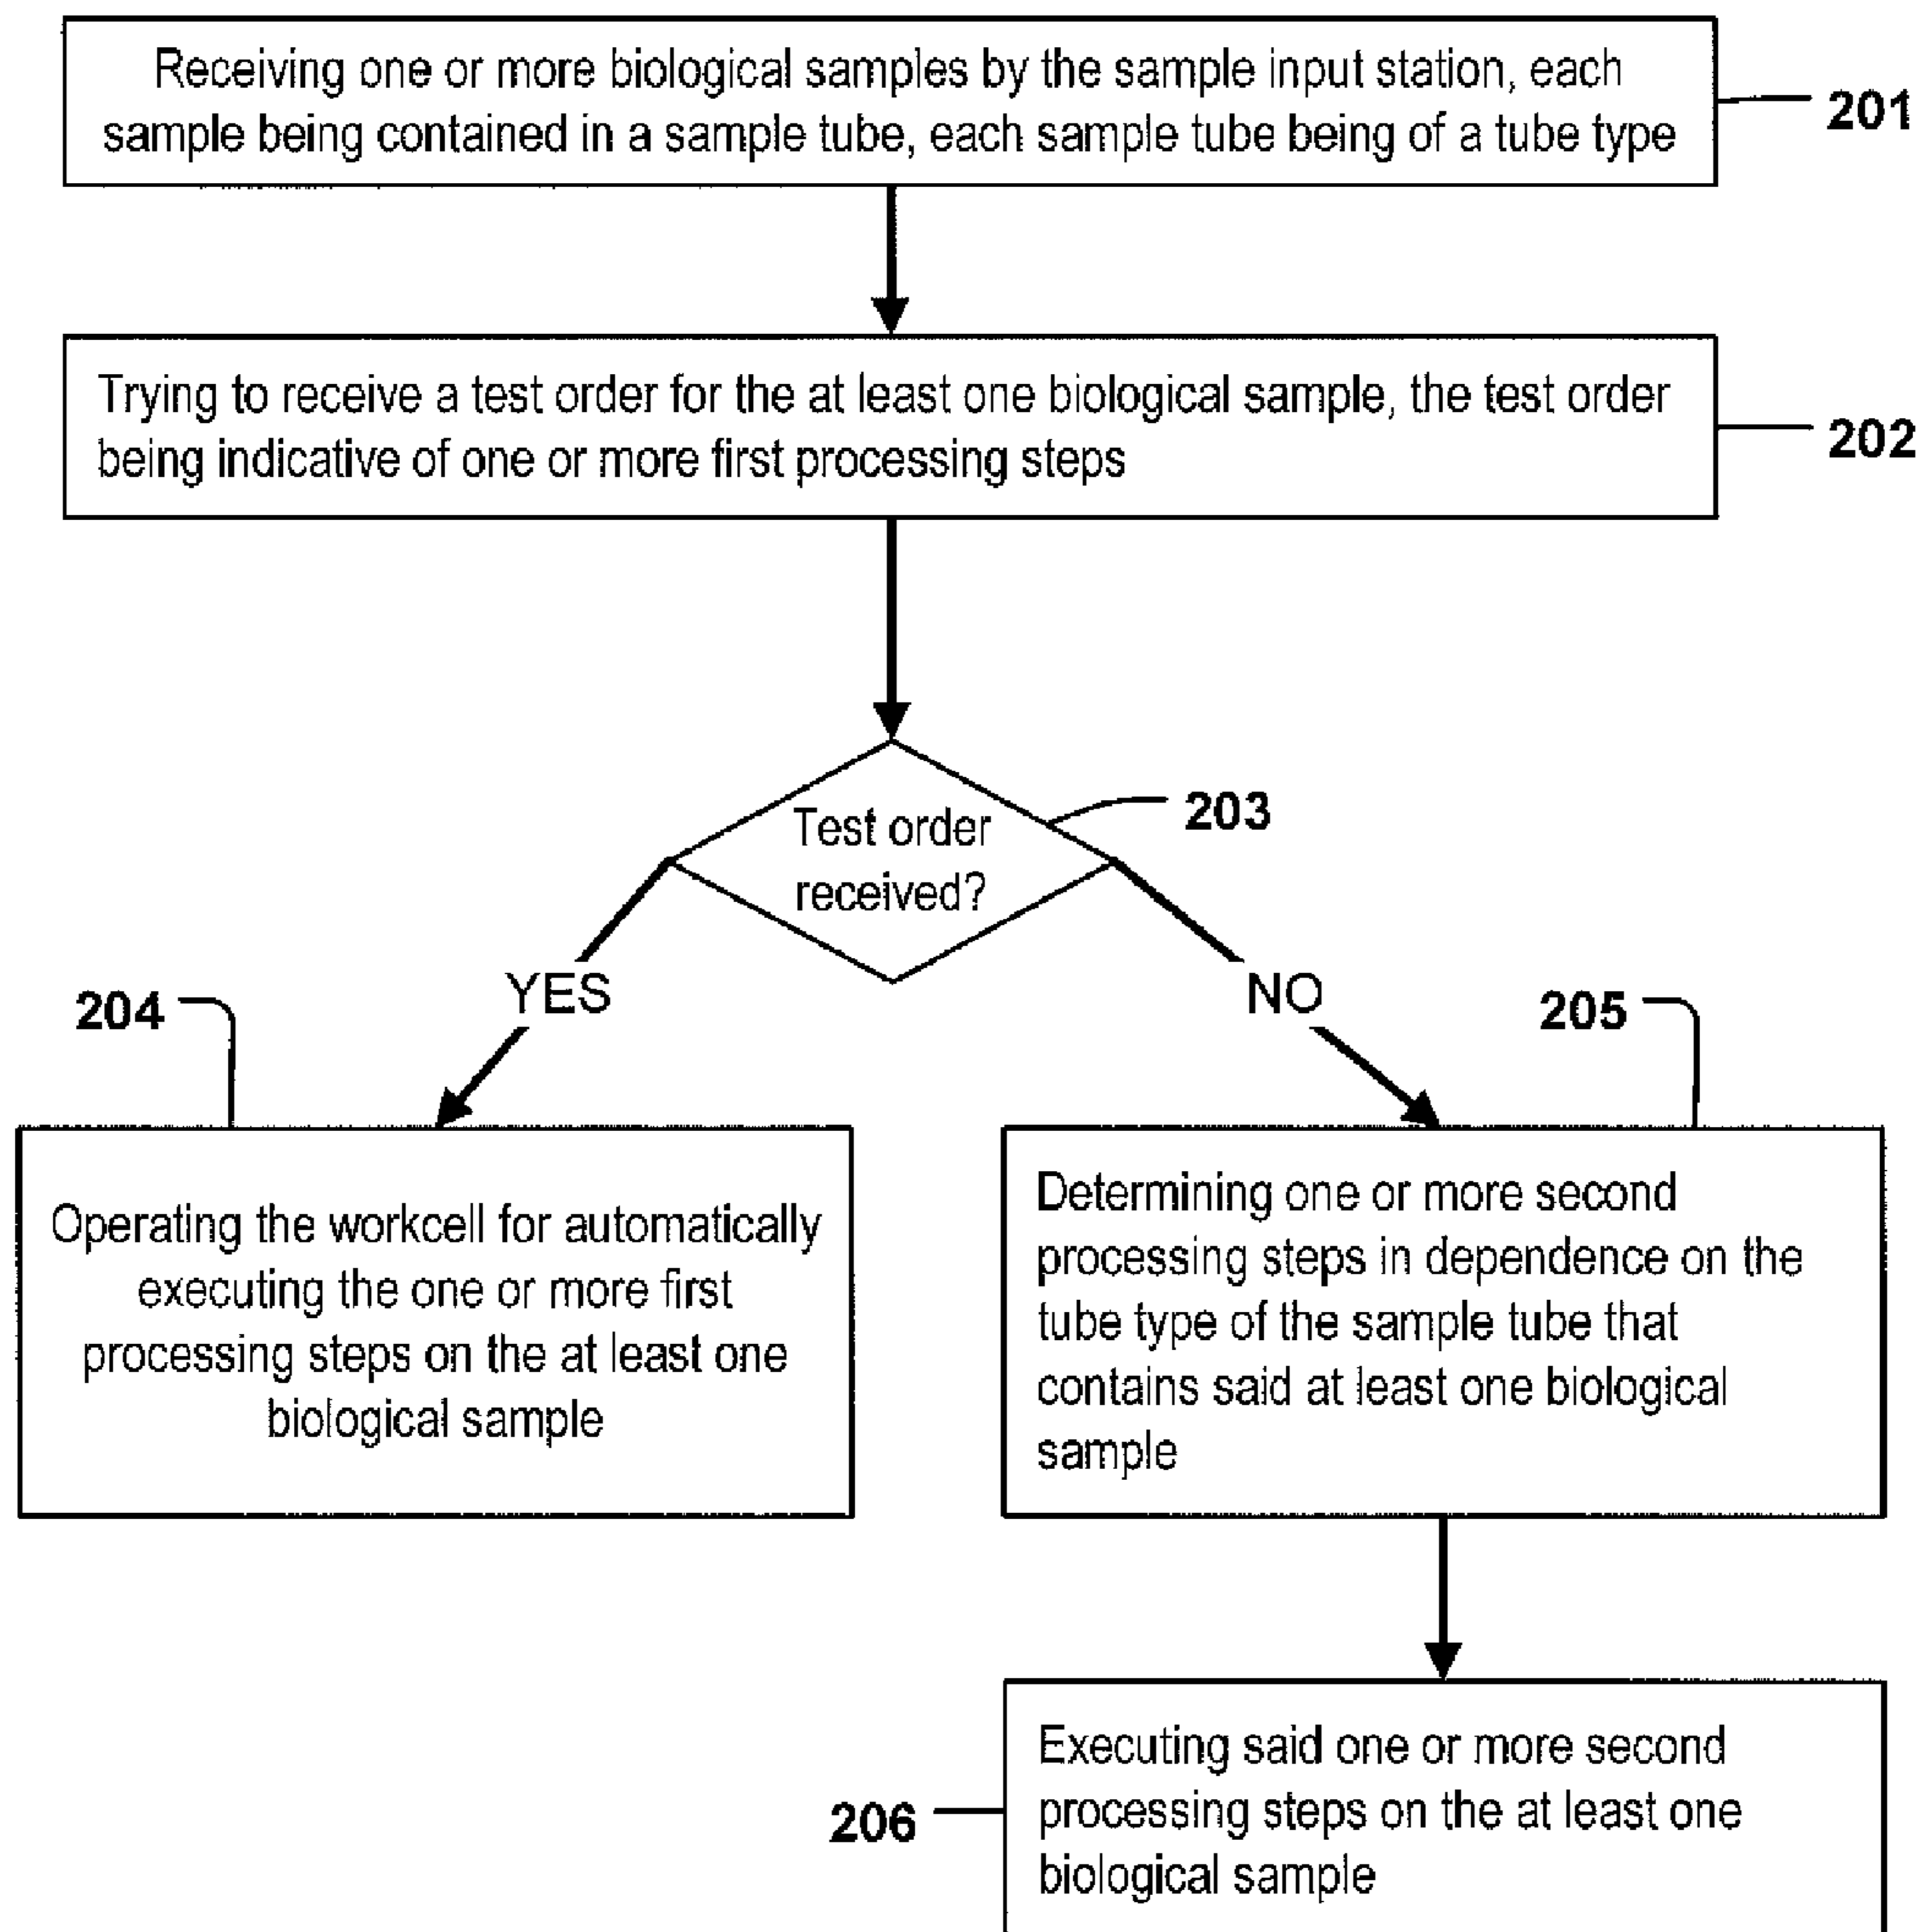 Receiving one or more biological samples by the sample input station, each
sample being contained in a sample tube, each sample tube being of a tube type
201
Trying to receive a test order for the at least one biological sample, the test order
being indicative of one or more first processing steps
202
Test order
received?
203
YES
NO
204
Operating the workcell for automatically
executing the one or more first
processing steps on the at least one
biological sample
205
Determining one or more second
processing steps in dependence on the
tube type of the sample tube that
contains said at least one biological
sample
206
Executing said one or more second
processing steps on the at least one
biological sample